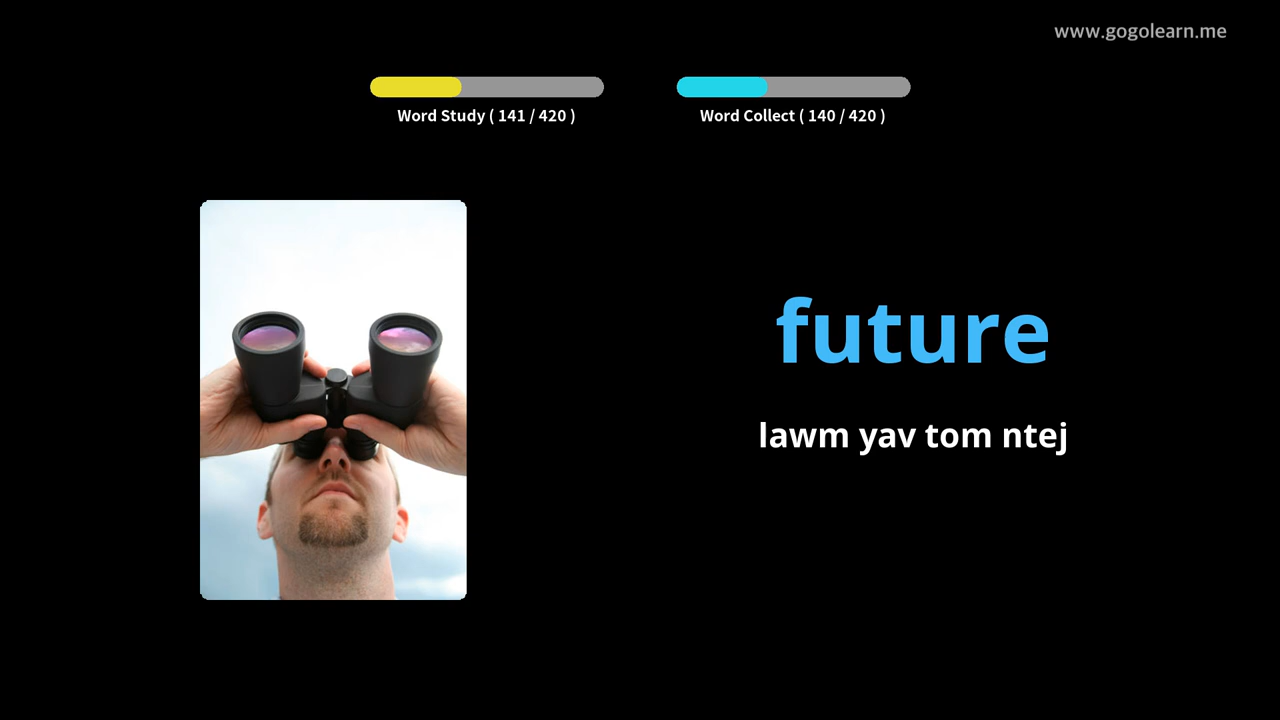 www.gogolearn.me
Word Study ( 141 / 420 )
Word Collect ( 140 / 420 )
future
lawm yav tom ntej